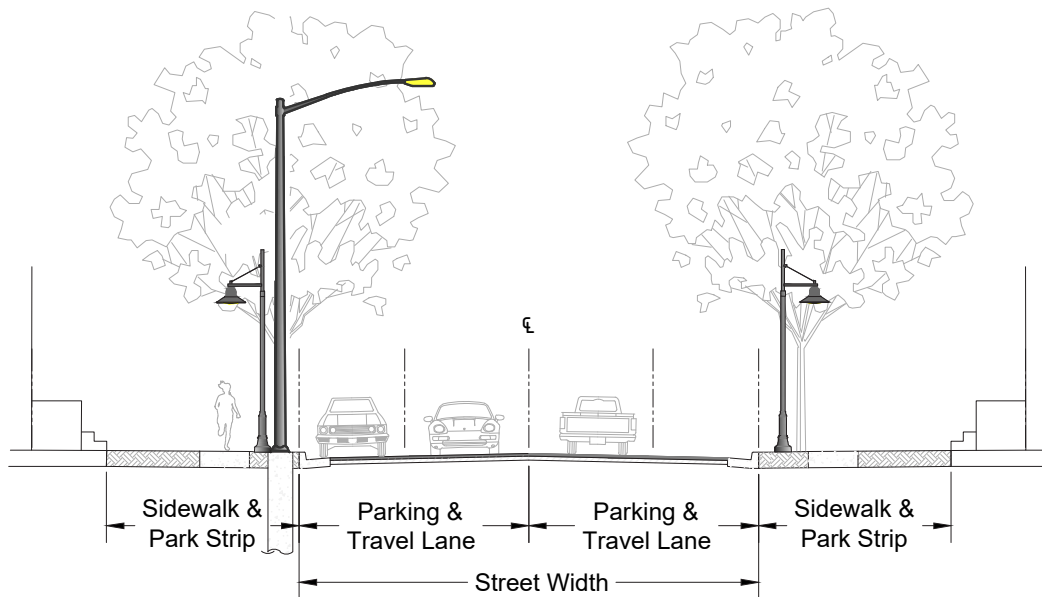 ℄
Sidewalk &
Park Strip
Parking &
Travel Lane
Parking &
Travel Lane
Sidewalk &
Park Strip
Street Width